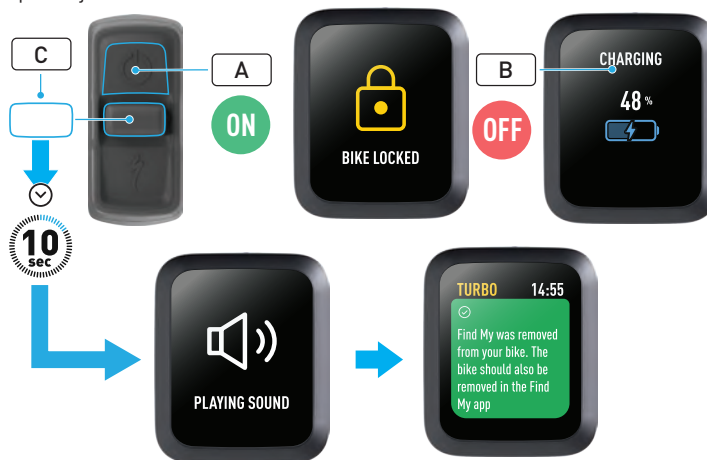 C
A
ON
BIKE LOCKED
B
OFF
CHARGING
48 %
10
sec
PLAYING SOUND
TURBO 14:55
Find My was removed
from your bike. The
bike should also be
removed in the Find
My app